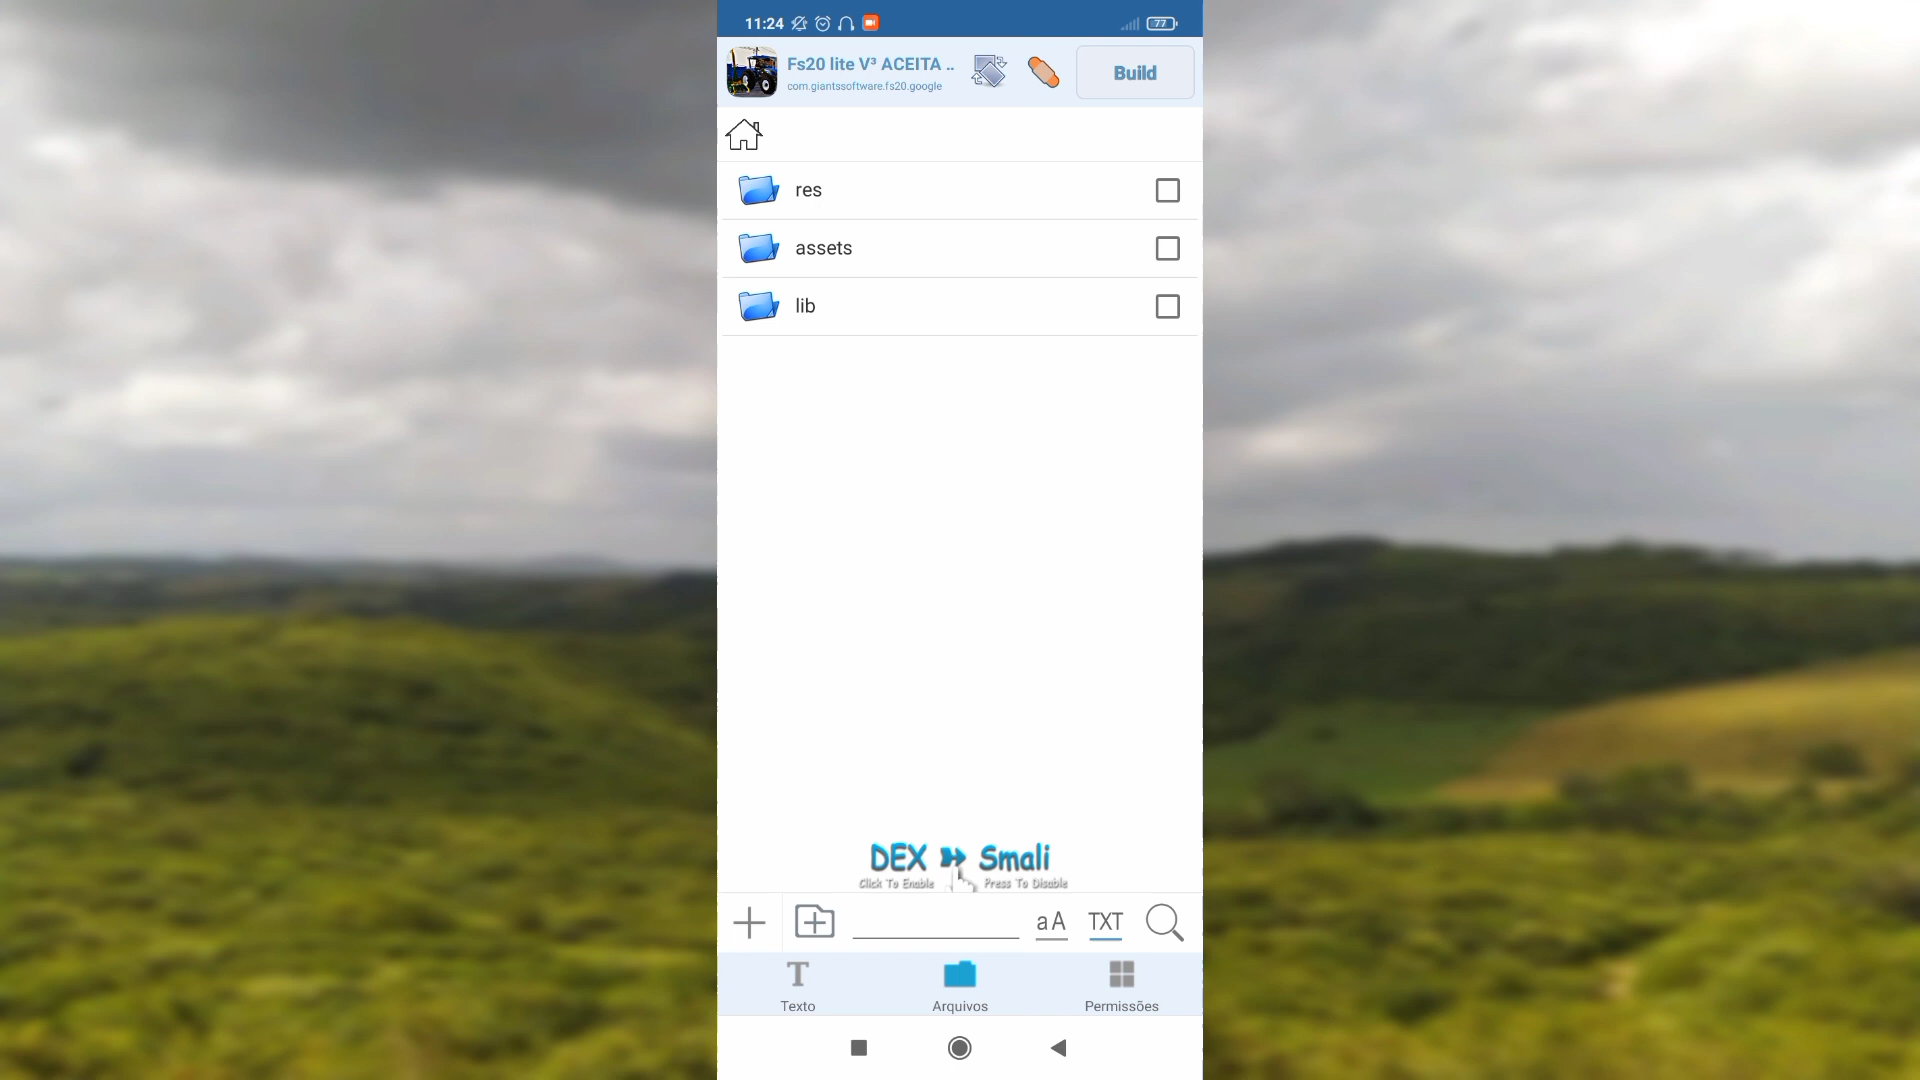 11:24
77
Fs20 lite V³ ACEITA ..
com.giantssoftware.fs20.google
Build
res
assets
lib
DEX Smali
Click To Enable Press To Disable
aA TXT
Texto Arquivos Permissões